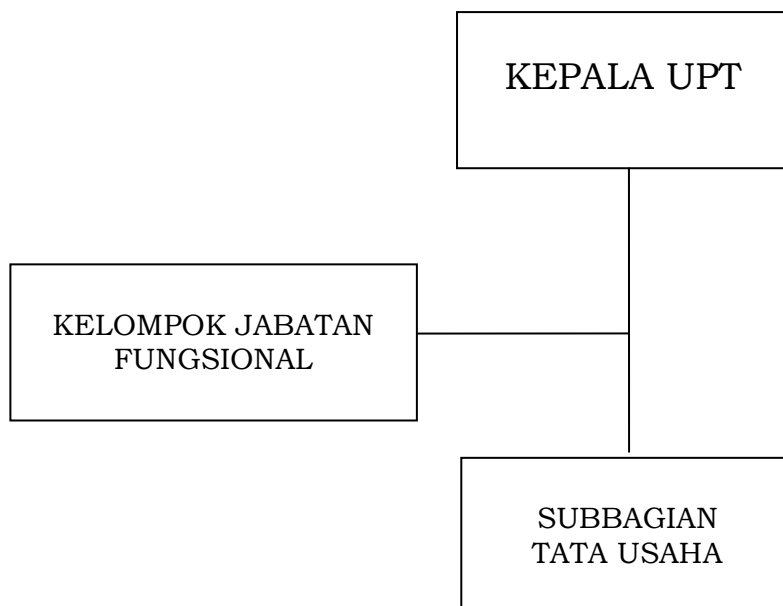 KEPALA UPT
KELOMPOK JABATAN
FUNGSIONAL
SUBBAGIAN
TATA USAHA